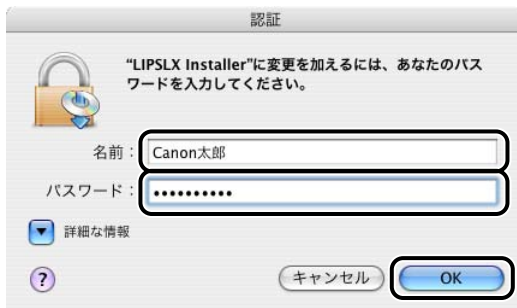 認証
“LIPSLX Installer”に変更を加えるには、あなたのパス
ワードを入力してください。
名前：Canon太郎
パスワード：••••••••••
詳細な情報
?
キャンセル OK